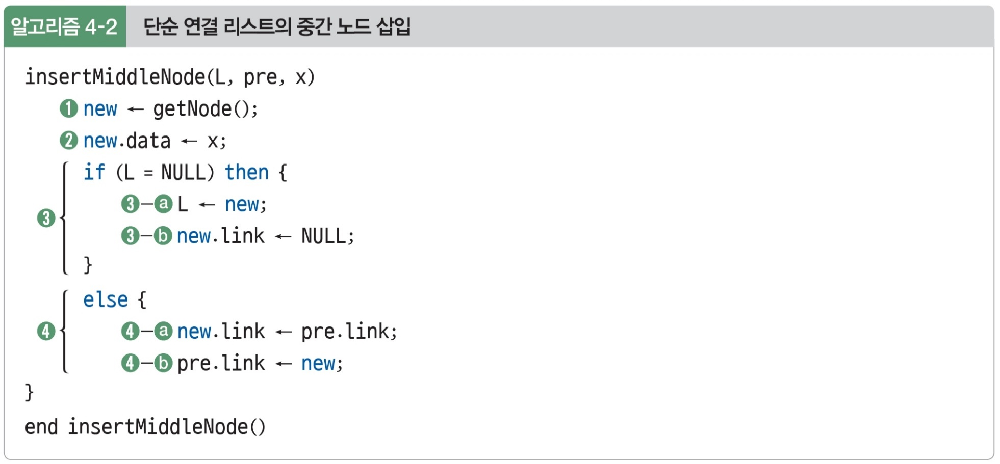 알고리즘 4-2 단순 연결 리스트의 중간 노드 삽입
insertMiddleNode(L, pre, x)
❶ new ← getNode();
❷ new.data ← x;
❸ if (L = NULL) then {
❸-ⓐ L ← new;
❸-ⓑ new.link ← NULL;
}
❹ else {
❹-ⓐ new.link ← pre.link;
❹-ⓑ pre.link ← new;
}
end insertMiddleNode()